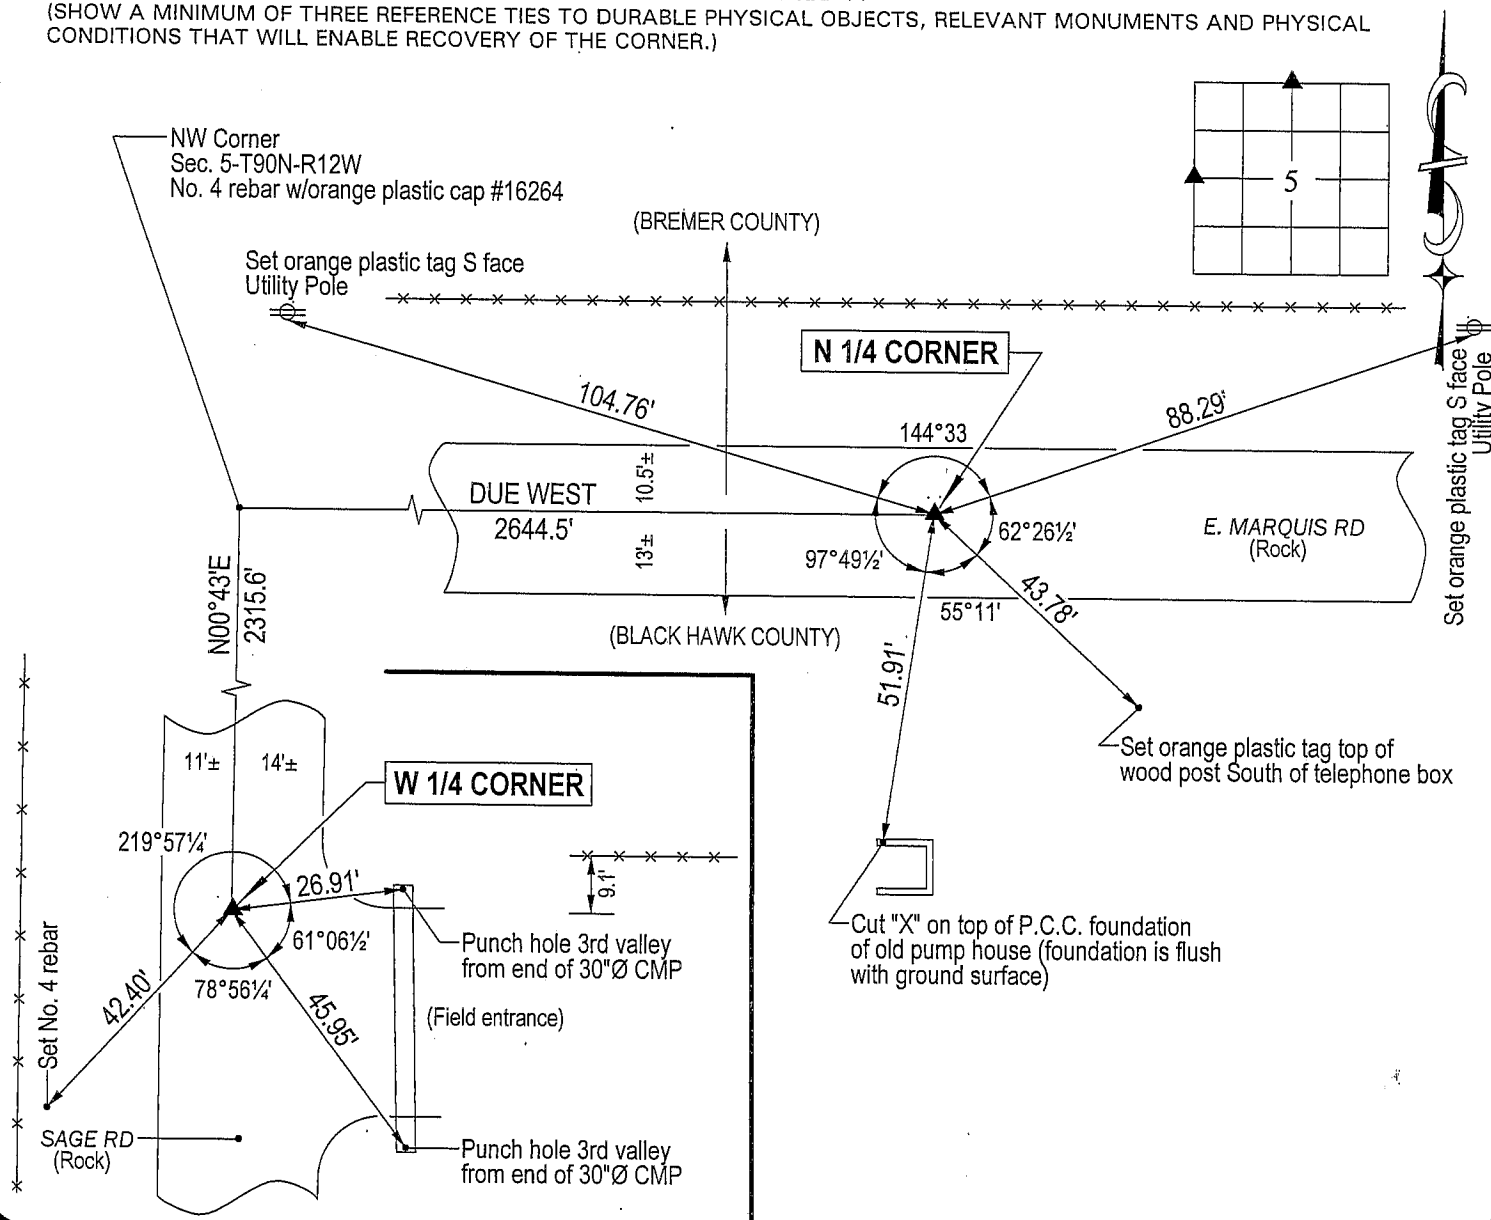 (SHOW A MINIMUM OF THREE REFERENCE TIES TO DURABLE PHYSICAL OBJECTS, RELEVANT MONUMENTS AND PHYSICAL
CONDITIONS THAT WILL ENABLE RECOVERY OF THE CORNER.)
NW Corner
Sec. 5-T90N-R12W
No. 4 rebar w/orange plastic cap #16264
5
(BREMER COUNTY)
Set orange plastic tag S face
Utility Pole
N 1/4 CORNER
104.76'
88.29'
144°33
Set orange plastic tag S face
Utility Pole
10.5'±
DUE WEST
2644.5'
13'±
62°26½'
97°49½'
55°11'
E. MARQUIS RD
(Rock)
43.78'
51.91'
N00°43'E
2315.6'
(BLACK HAWK COUNTY)
Set orange plastic tag top of
wood post South of telephone box
11'±
14'±
W 1/4 CORNER
219°57¼'
26.91'
9.1'
61°06½'
78°56¼'
42.40'
45.95'
Set No. 4 rebar
Punch hole 3rd valley
from end of 30"Ø CMP
(Field entrance)
Cut "X" on top of P.C.C. foundation
of old pump house (foundation is flush
with ground surface)
SAGE RD
(Rock)
Punch hole 3rd valley
from end of 30"Ø CMP